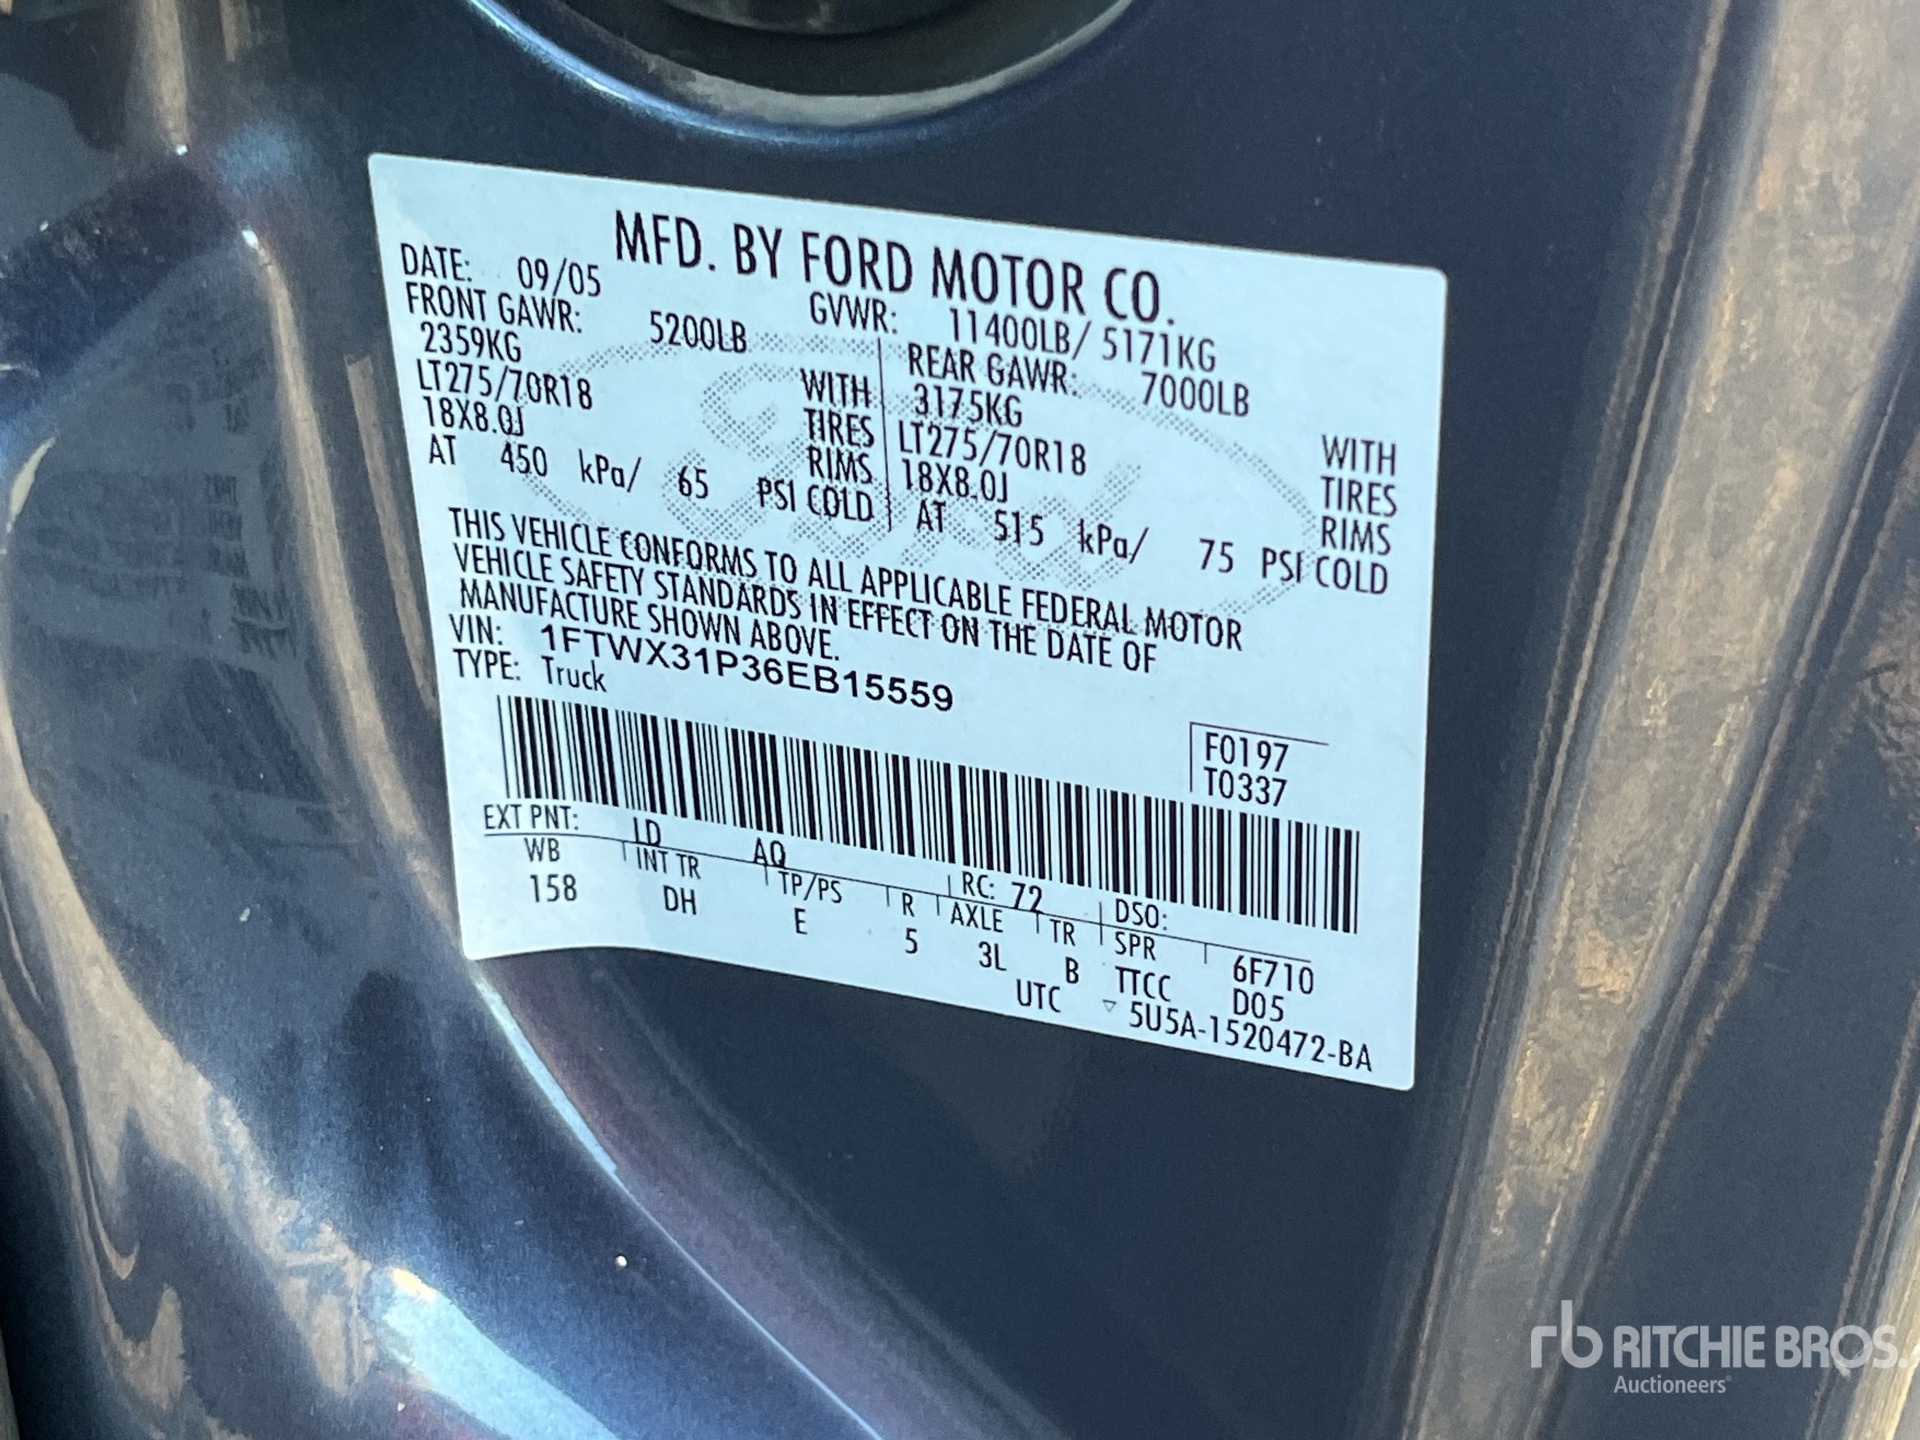 MFD. BY FORD MOTOR CO.
DATE: 09/05 GVWR: 11400LB/ 5171KG
FRONT GAWR: 5200LB REAR GAWR: 7000LB
2359KG WITH 3175KG WITH
LT275/70R18 TIRES LT275/70R18 TIRES
18X8.0J RIMS 18X8.0J RIMS
AT 450 kPa/ 65 PSI COLD AT 515 kPa/ 75 PSI COLD
THIS VEHICLE CONFORMS TO ALL APPLICABLE FEDERAL MOTOR
VEHICLE SAFETY STANDARDS IN EFFECT ON THE DATE OF
MANUFACTURE SHOWN ABOVE.
VIN: 1FTWX31P36EB15559
TYPE: Truck
F0197
T0337
EXT PNT: LD AQ RC: 72 DSO:
WB INT TR TP/PS R AXLE TR SPR 6F710
158 DH E 5 3L B TTCC D05
UTC ▽ 5U5A-1520472-BA
rb RITCHIE BROS.
Auctioneers